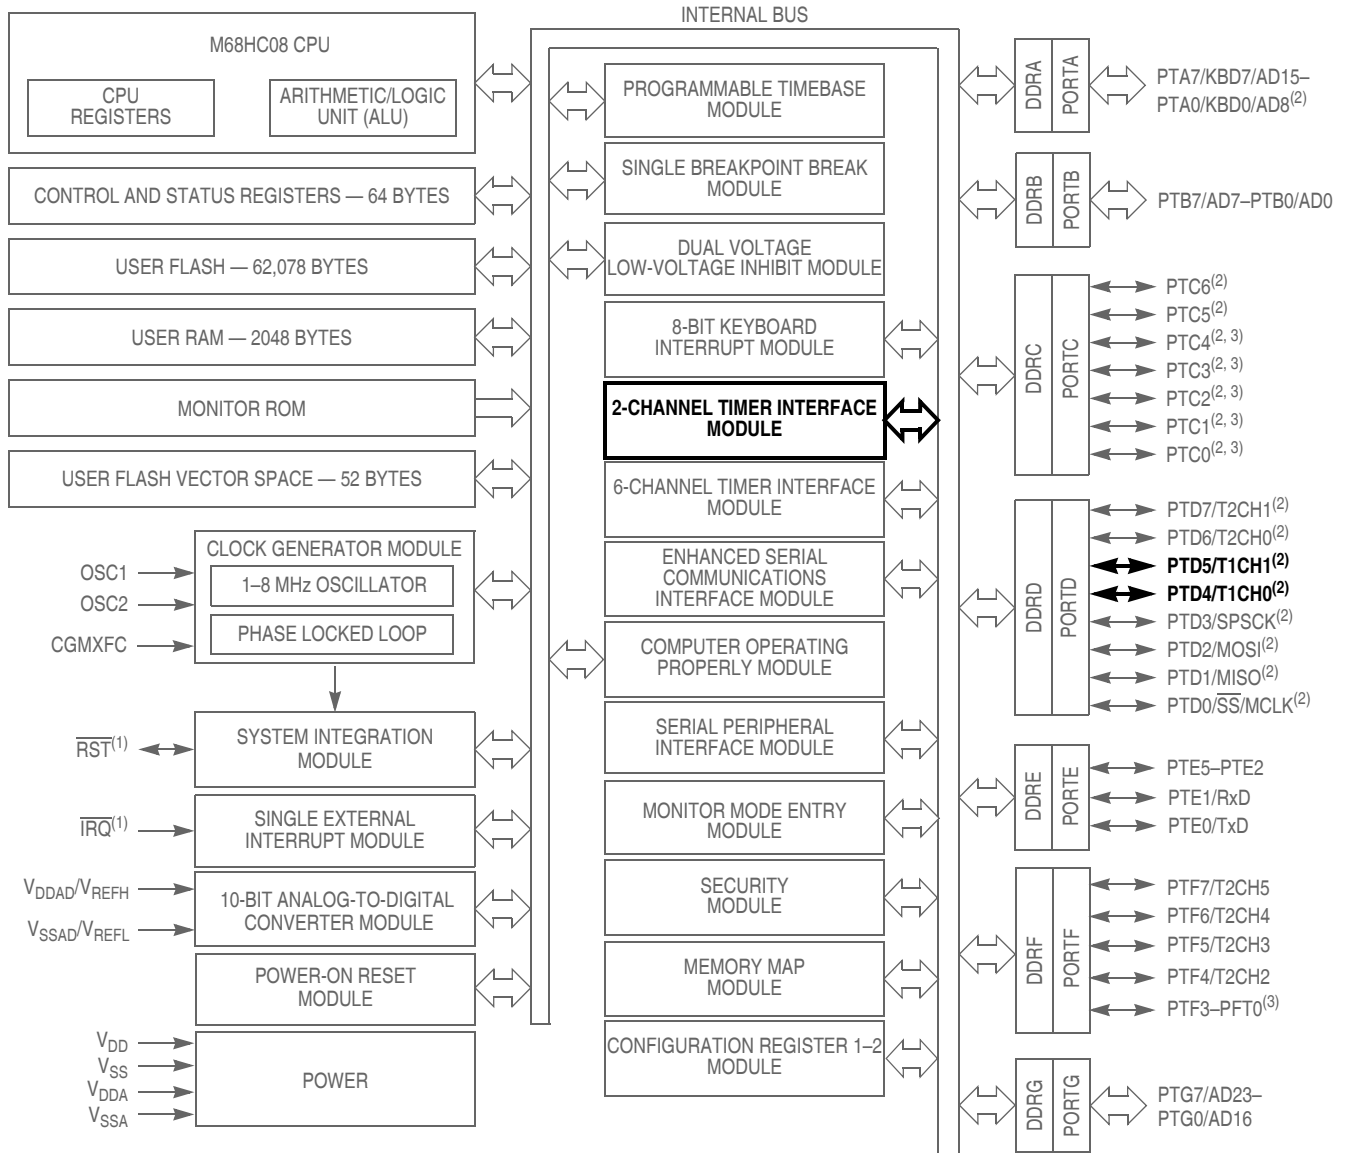 INTERNAL BUS
M68HC08 CPU
CPU
REGISTERS
ARITHMETIC/LOGIC
UNIT (ALU)
CONTROL AND STATUS REGISTERS — 64 BYTES
USER FLASH — 62,078 BYTES
USER RAM — 2048 BYTES
MONITOR ROM
USER FLASH VECTOR SPACE — 52 BYTES
CLOCK GENERATOR MODULE
1–8 MHz OSCILLATOR
PHASE LOCKED LOOP
OSC1
OSC2
CGMXFC
SYSTEM INTEGRATION
MODULE
RST(1)
SINGLE EXTERNAL
INTERRUPT MODULE
IRQ(1)
10-BIT ANALOG-TO-DIGITAL
CONVERTER MODULE
VDDAD/VREFH
VSSAD/VREFL
POWER-ON RESET
MODULE
POWER
VDD
VSS
VDDA
VSSA
PROGRAMMABLE TIMEBASE
MODULE
SINGLE BREAKPOINT BREAK
MODULE
DUAL VOLTAGE
LOW-VOLTAGE INHIBIT MODULE
8-BIT KEYBOARD
INTERRUPT MODULE
2-CHANNEL TIMER INTERFACE
MODULE
6-CHANNEL TIMER INTERFACE
MODULE
ENHANCED SERIAL
COMMUNICATIONS
INTERFACE MODULE
COMPUTER OPERATING
PROPERLY MODULE
SERIAL PERIPHERAL
INTERFACE MODULE
MONITOR MODE ENTRY
MODULE
SECURITY
MODULE
MEMORY MAP
MODULE
CONFIGURATION REGISTER 1–2
MODULE
DDRA
PORTA
PTA7/KBD7/AD15–
PTA0/KBD0/AD8(2)
DDRB
PORTB
PTB7/AD7–PTB0/AD0
DDRC
PORTC
PTC6(2)
PTC5(2)
PTC4(2, 3)
PTC3(2, 3)
PTC2(2, 3)
PTC1(2, 3)
PTC0(2, 3)
DDRD
PORTD
PTD7/T2CH1(2)
PTD6/T2CH0(2)
PTD5/T1CH1(2)
PTD4/T1CH0(2)
PTD3/SPSCK(2)
PTD2/MOSI(2)
PTD1/MISO(2)
PTD0/SS/MCLK(2)
DDRE
PORTE
PTE5–PTE2
PTE1/RxD
PTE0/TxD
DDRF
PORTF
PTF7/T2CH5
PTF6/T2CH4
PTF5/T2CH3
PTF4/T2CH2
PTF3–PFT0(3)
DDRG
PORTG
PTG7/AD23–
PTG0/AD16